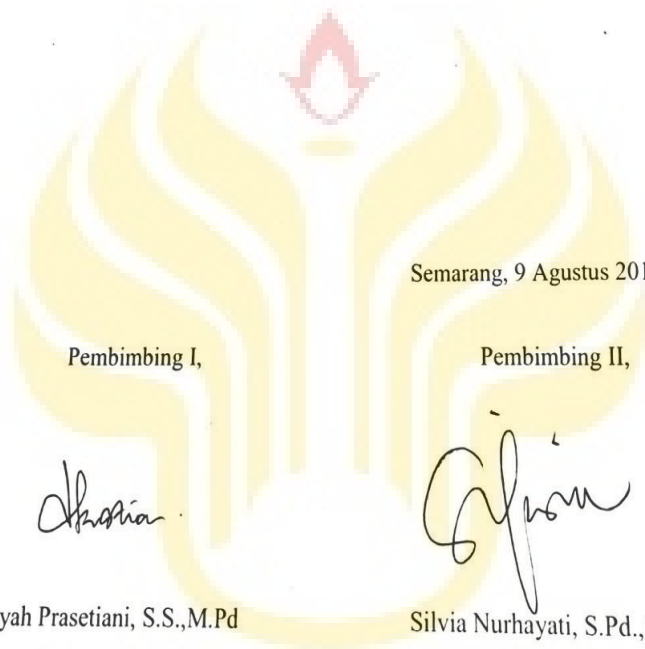 Semarang, 9 Agustus 201
Pembimbing I, Pembimbing II,
yah Prasetiani, S.S.,M.Pd Silvia Nurhayati, S.Pd.,